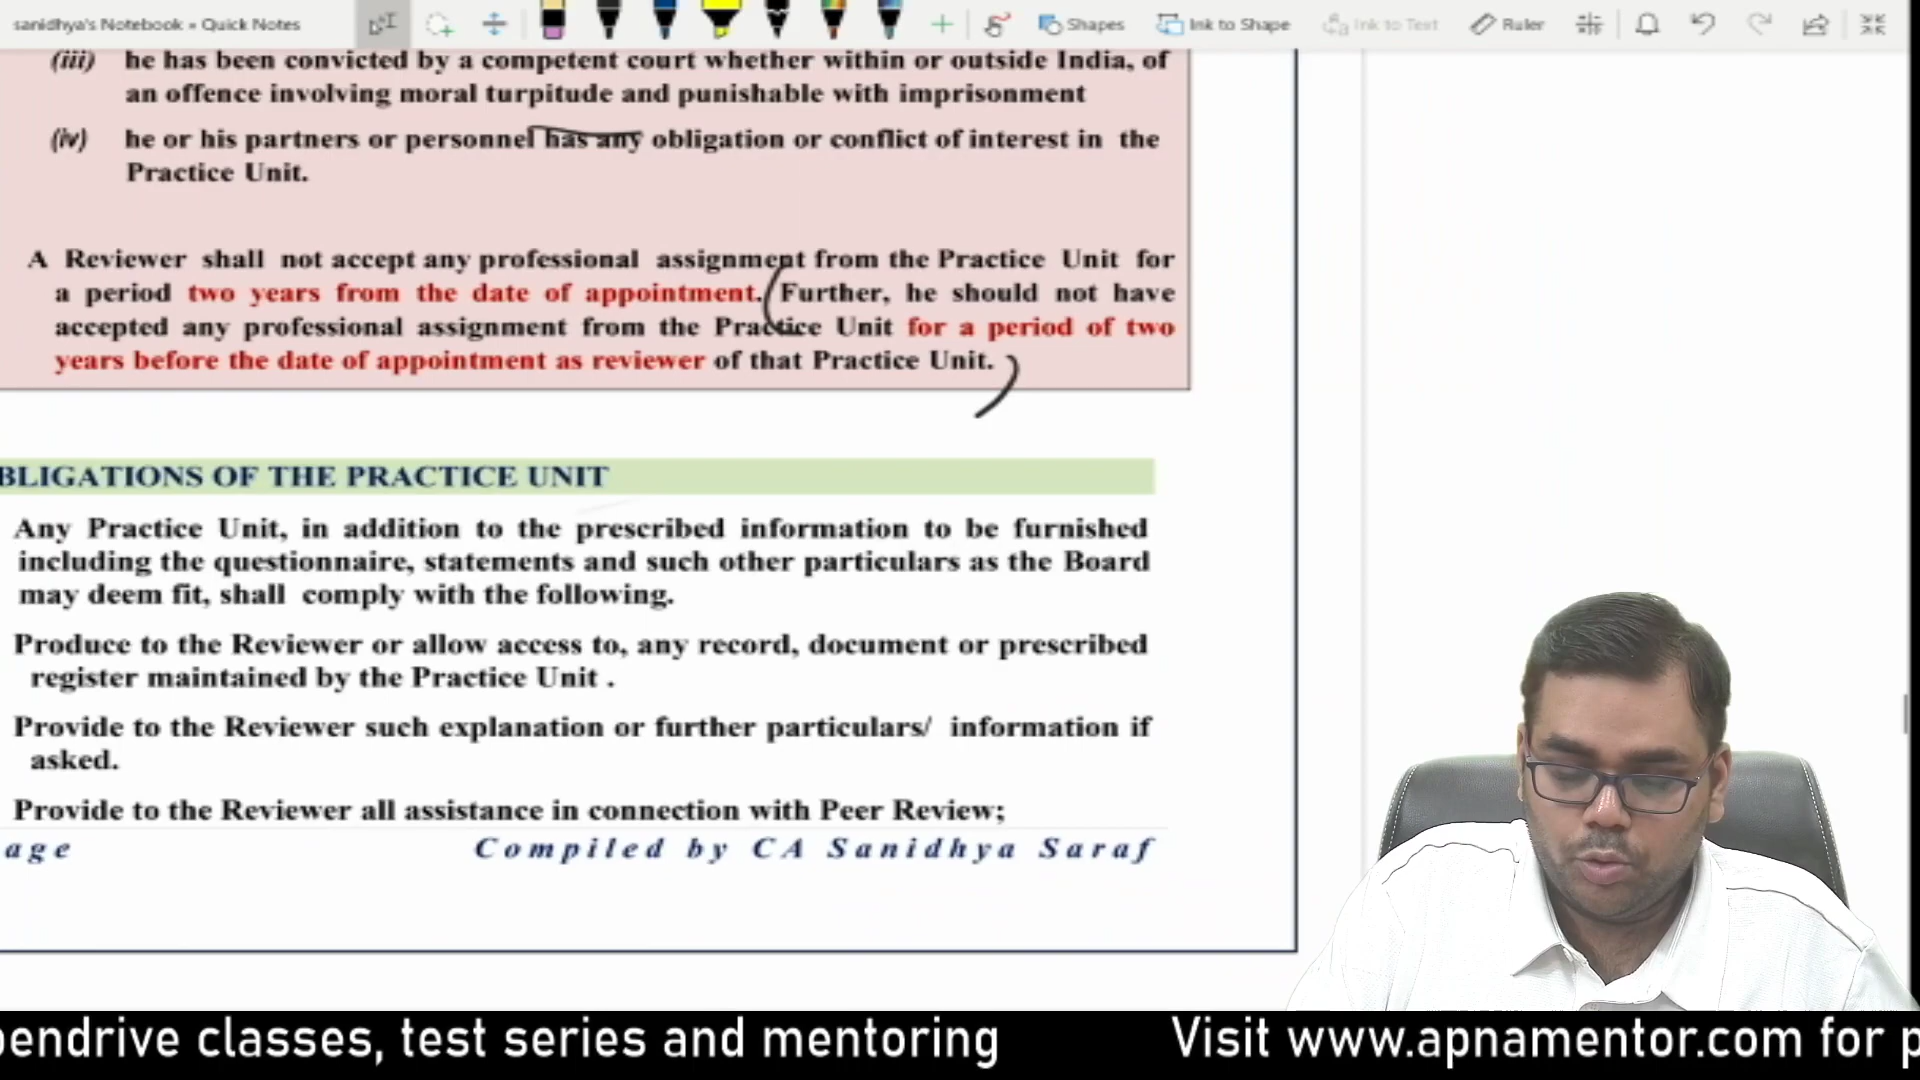 sanidhya's Notebook » Quick Notes
Shapes
Ink to Shape
Ink to Text
Ruler
(iii) he has been convicted by a competent court whether within or outside India, of
an offence involving moral turpitude and punishable with imprisonment
(iv) he or his partners or personnel has any obligation or conflict of interest in the
Practice Unit.
A Reviewer shall not accept any professional assignment from the Practice Unit for
a period two years from the date of appointment. Further, he should not have
accepted any professional assignment from the Practice Unit for a period of two
years before the date of appointment as reviewer of that Practice Unit.
BLIGATIONS OF THE PRACTICE UNIT
Any Practice Unit, in addition to the prescribed information to be furnished
including the questionnaire, statements and such other particulars as the Board
may deem fit, shall comply with the following.
Produce to the Reviewer or allow access to, any record, document or prescribed
register maintained by the Practice Unit .
Provide to the Reviewer such explanation or further particulars/ information if
asked.
Provide to the Reviewer all assistance in connection with Peer Review;
age Compiled by CA Sanidhya Saraf
pendrive classes, test series and mentoring Visit www.apnamentor.com for p